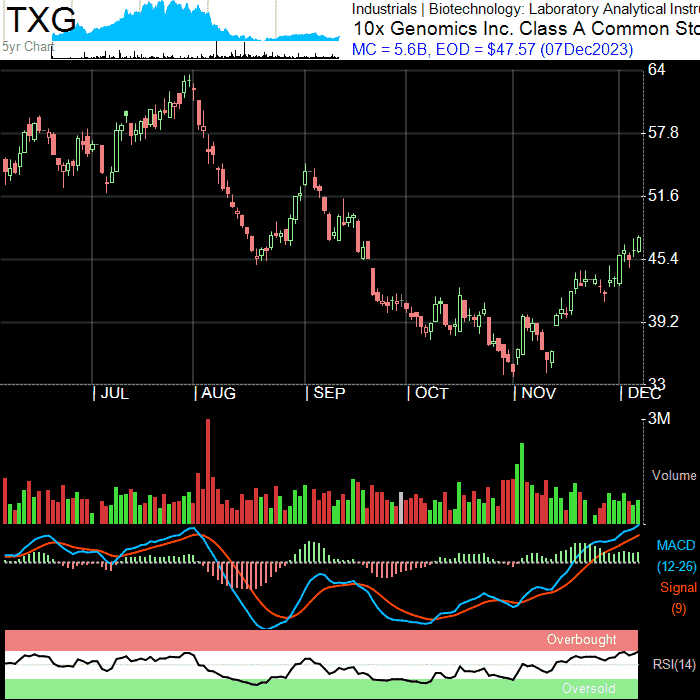 TXG
5yr Chart
Industrials | Biotechnology: Laboratory Analytical Instru
10x Genomics Inc. Class A Common Sto
MC = 5.6B, EOD = $47.57 (07Dec2023)
64
57.8
51.6
45.4
39.2
33
JUL AUG SEP OCT NOV DEC
3M
Volume
MACD
(12-26)
Signal
(9)
Overbought
RSI(14)
Oversold